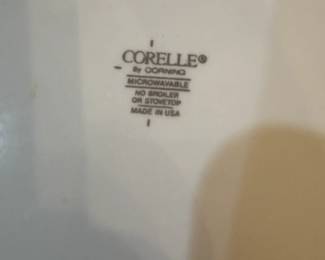 CORELLE®
By CORNING
MICROWAVABLE
NO BROILER
OR STOVETOP
MADE IN USA